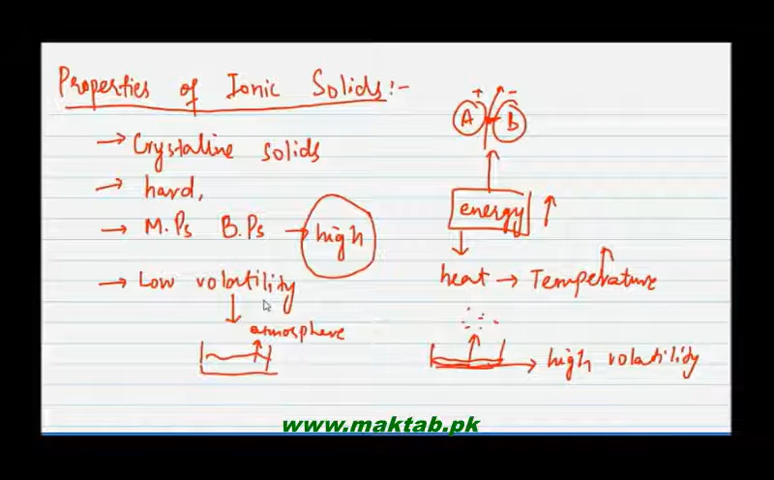 Properties of Ionic Solids:-
→ Crystaline solids
→ hard,
→ M.Ps B.Ps → high
→ Low volatility
↓
atmosphere
+ -
A B
energy ↑
↓
heat → Temperature
→ high volatility
www.maktab.pk